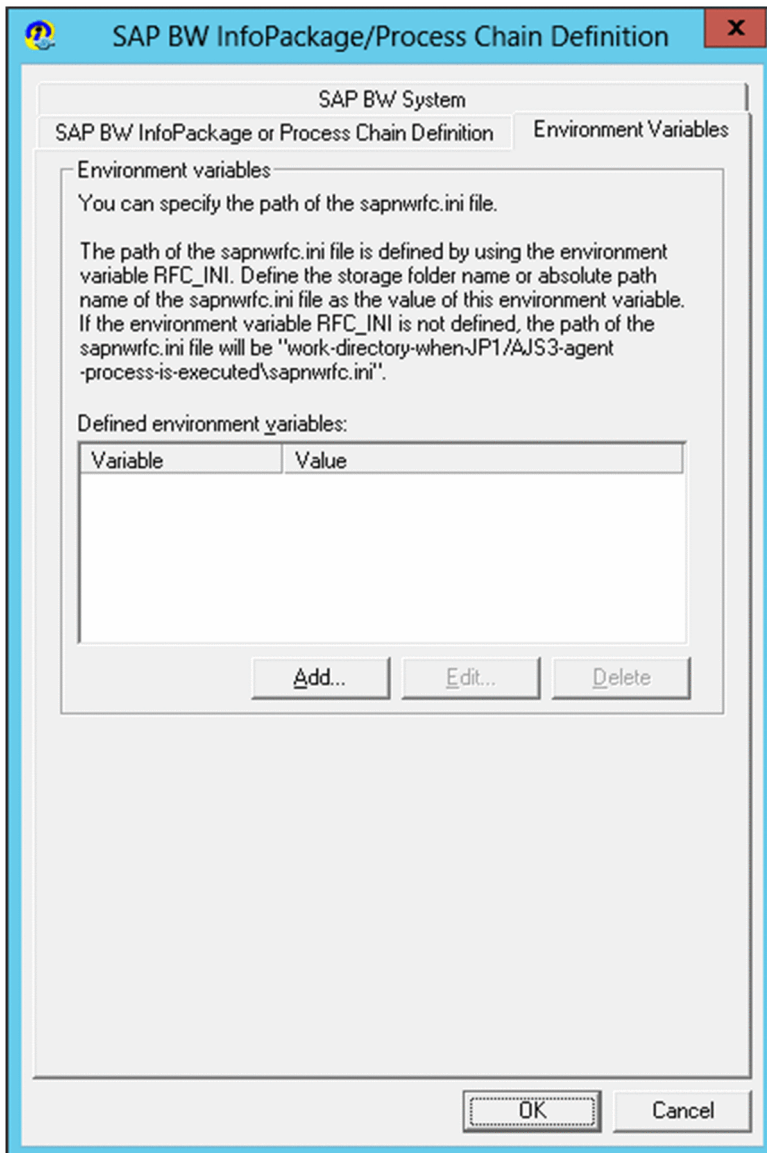 SAP BW InfoPackage/Process Chain Definition
x
SAP BW System
SAP BW InfoPackage or Process Chain Definition
Environment Variables
Environment variables
You can specify the path of the sapnwrfc.ini file.
The path of the sapnwrfc.ini file is defined by using the environment
variable RFC_INI. Define the storage folder name or absolute path
name of the sapnwrfc.ini file as the value of this environment variable.
If the environment variable RFC_INI is not defined, the path of the
sapnwrfc.ini file will be "work-directory-when-JP1/AJS3-agent
-process-is-executed\sapnwrfc.ini".
Defined environment variables:
Variable
Value
Add...
Edit...
Delete
OK
Cancel